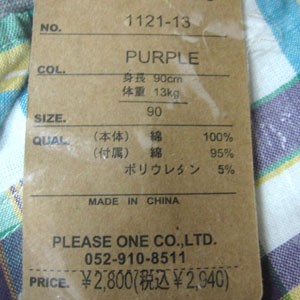 NO. 1121-13
PURPLE
COL.
身長 90cm
体重 13kg
SIZE. 90
QUAL. (本体) 綿 100%
(付属) 綿 95%
ポリウレタン 5%
MADE IN CHINA
PLEASE ONE CO.,LTD.
052-910-8511
PRICE. ¥2,800(税込¥2,940)